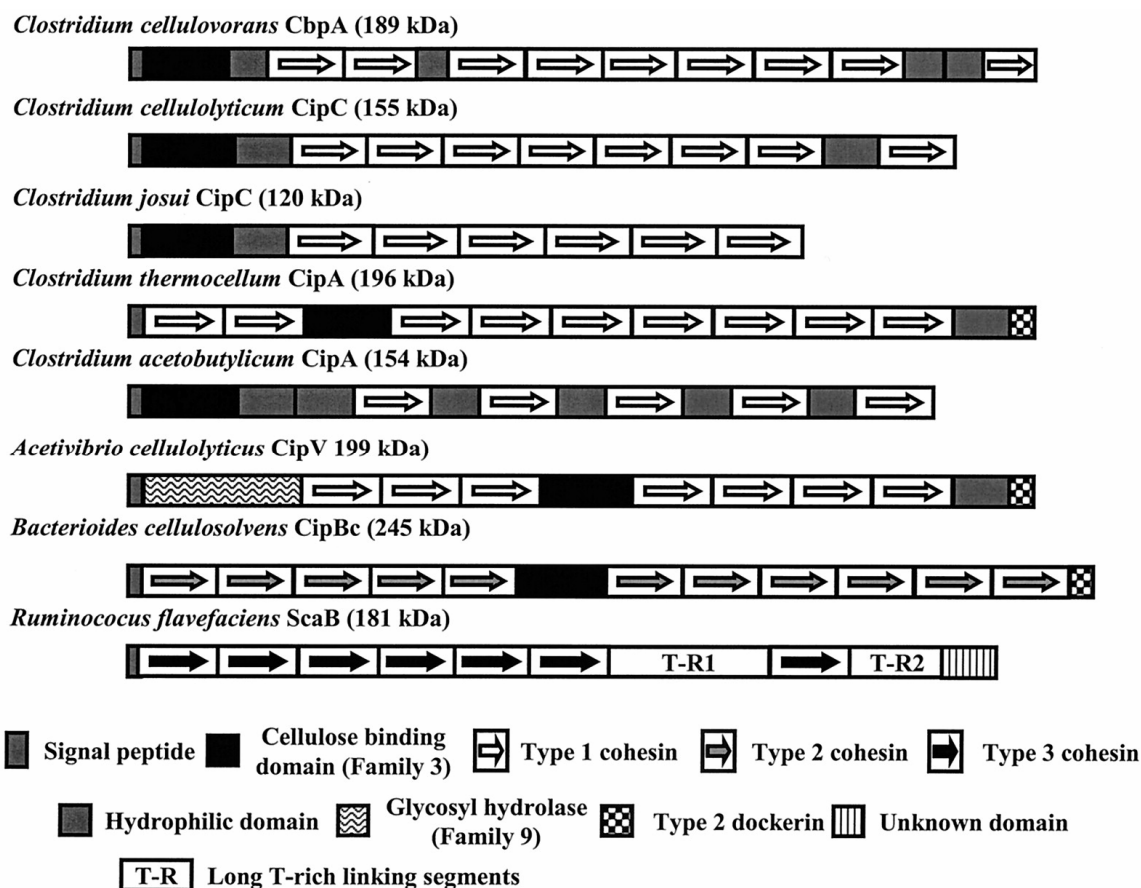 Clostridium cellulovorans CbpA (189 kDa)
Clostridium cellulolyticum CipC (155 kDa)
Clostridium josui CipC (120 kDa)
Clostridium thermocellum CipA (196 kDa)
Clostridium acetobutylicum CipA (154 kDa)
Acetivibrio cellulolyticus CipV 199 kDa)
Bacterioides cellulosolvens CipBc (245 kDa)
Ruminococus flavefaciens ScaB (181 kDa)
T-R1 T-R2
Signal peptide
Cellulose binding
domain (Family 3)
Type 1 cohesin
Type 2 cohesin
Type 3 cohesin
Hydrophilic domain
Glycosyl hydrolase
(Family 9)
Type 2 dockerin
Unknown domain
T-R Long T-rich linking segments